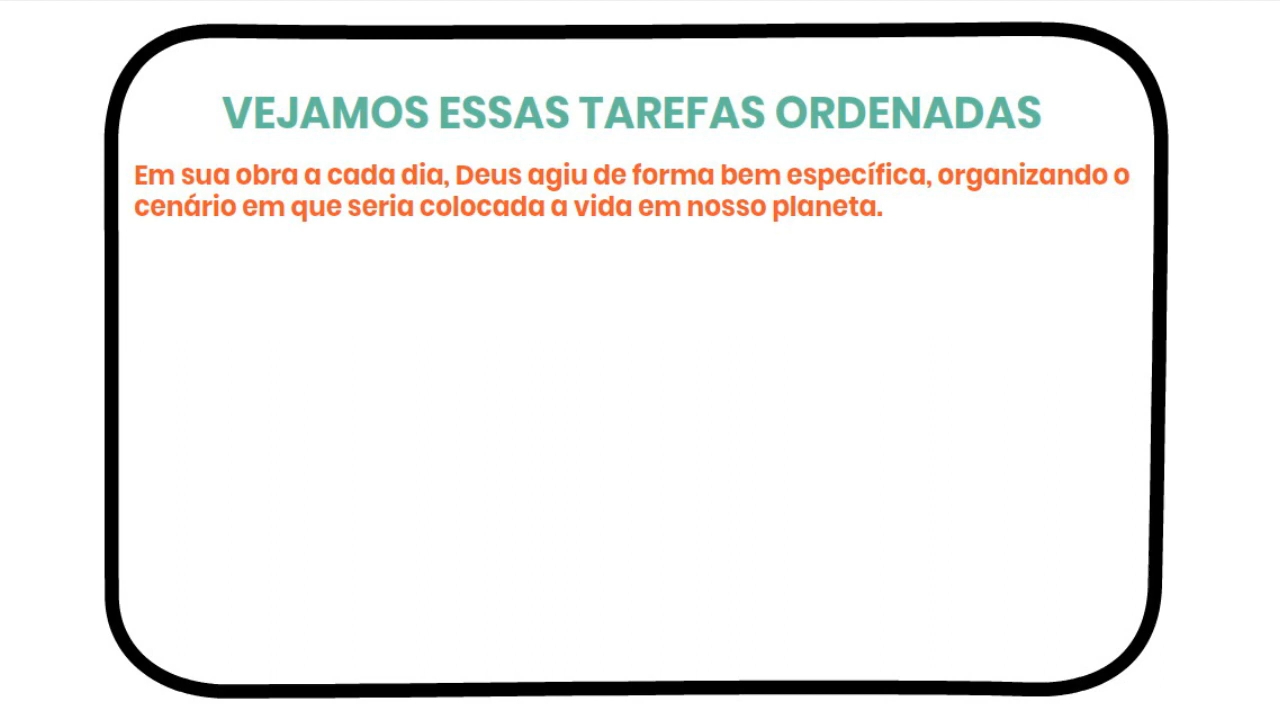 VEJAMOS ESSAS TAREFAS ORDENADAS
Em sua obra a cada dia, Deus agiu de forma bem específica, organizando o
cenário em que seria colocada a vida em nosso planeta.